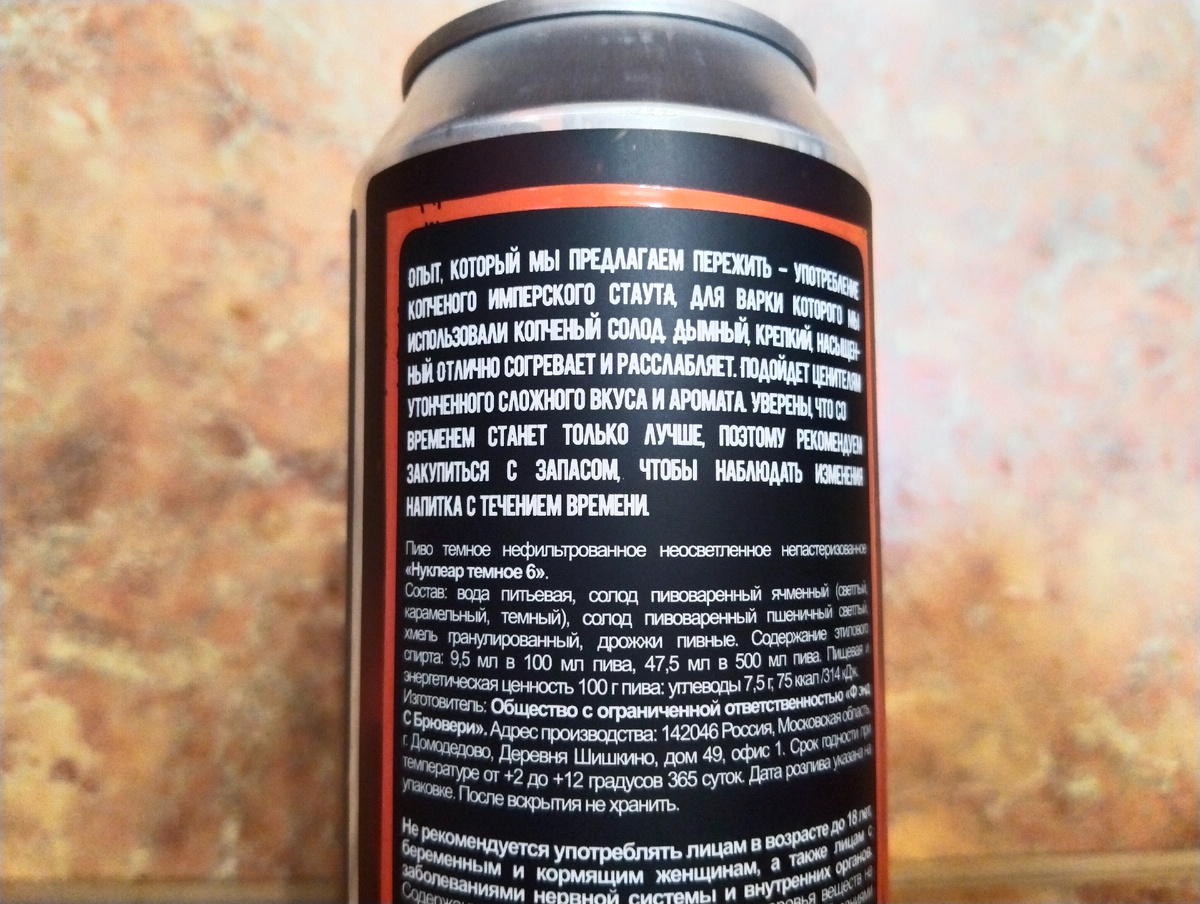 ОПЫТ, КОТОРЫЙ МЫ ПРЕДЛАГАЕМ ПЕРЕЖИТЬ – УПОТРЕБЛЕНИЕ
КОПЧЕНОГО ИМПЕРСКОГО СТАУТА, ДЛЯ ВАРКИ КОТОРОГО МЫ
ИСПОЛЬЗОВАЛИ КОПЧЕНЫЙ СОЛОД. ДЫМНЫЙ, КРЕПКИЙ, НАСЫЩЕН-
НЫЙ. ОТЛИЧНО СОГРЕВАЕТ И РАССЛАБЛЯЕТ. ПОДОЙДЕТ ЦЕНИТЕЛЯМ
УТОНЧЕННОГО СЛОЖНОГО ВКУСА И АРОМАТА. УВЕРЕНЫ, ЧТО СО
ВРЕМЕНЕМ СТАНЕТ ТОЛЬКО ЛУЧШЕ, ПОЭТОМУ РЕКОМЕНДУЕМ
ЗАКУПИТЬСЯ С ЗАПАСОМ, ЧТОБЫ НАБЛЮДАТЬ ИЗМЕНЕНИЯ
НАПИТКА С ТЕЧЕНИЕМ ВРЕМЕНИ.
Пиво темное нефильтрованное неосветленное непастеризованное
«Нуклеар темное 6».
Состав: вода питьевая, солод пивоваренный ячменный (светлый,
карамельный, темный), солод пивоваренный пшеничный светлый,
хмель гранулированный, дрожжи пивные. Содержание этилового
спирта: 9,5 мл в 100 мл пива, 47,5 мл в 500 мл пива. Пищевая и
энергетическая ценность 100 г пива: углеводы 7,5 г, 75 ккал /314 кДж.
Изготовитель: Общество с ограниченной ответственностью «Ф энд
С Брювери». Адрес производства: 142046 Россия, Московская область,
г. Домодедово, Деревня Шишкино, дом 49, офис 1. Срок годности при
температуре от +2 до +12 градусов 365 суток. Дата розлива указана на
упаковке. После вскрытия не хранить.
Не рекомендуется употреблять лицам в возрасте до 18 лет,
беременным и кормящим женщинам, а также лицам с
заболеваниями нервной системы и внутренних органов.
веществ на